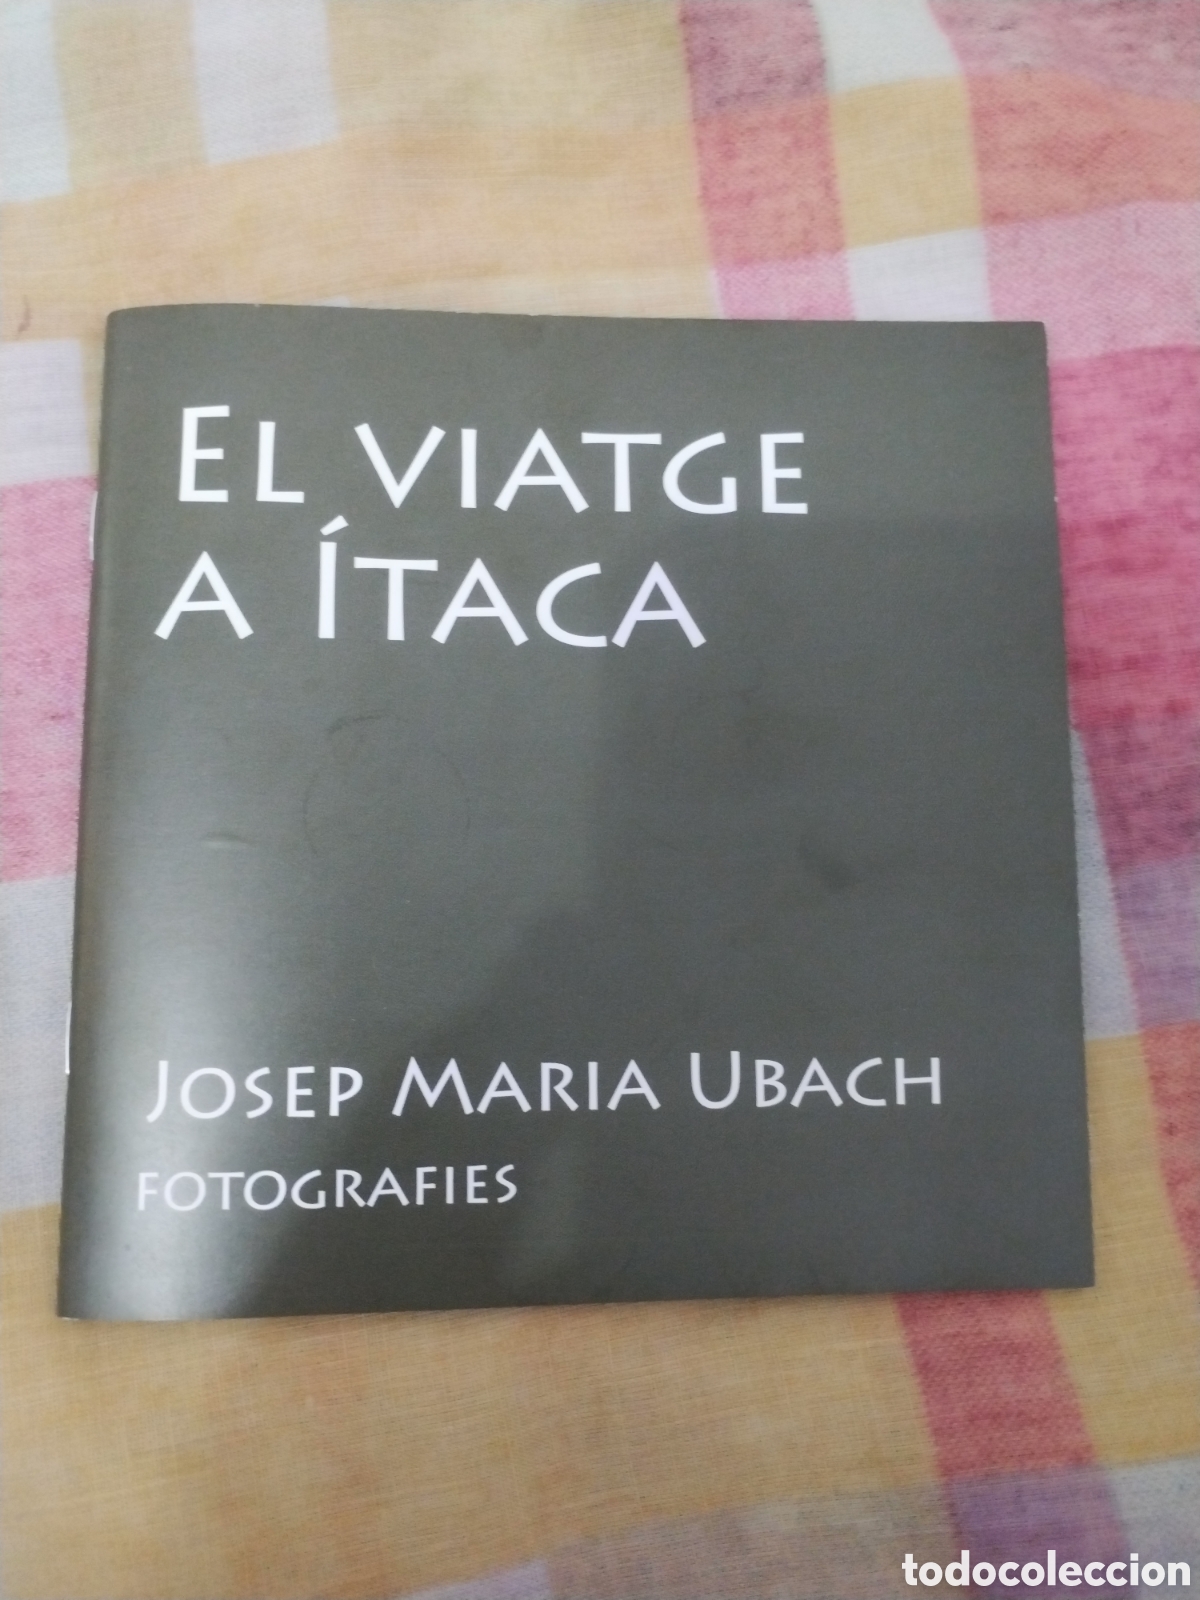 EL VIATGE
A ÍTACA
JOSEP MARIA UBACH
FOTOGRAFIES
todocoleccion